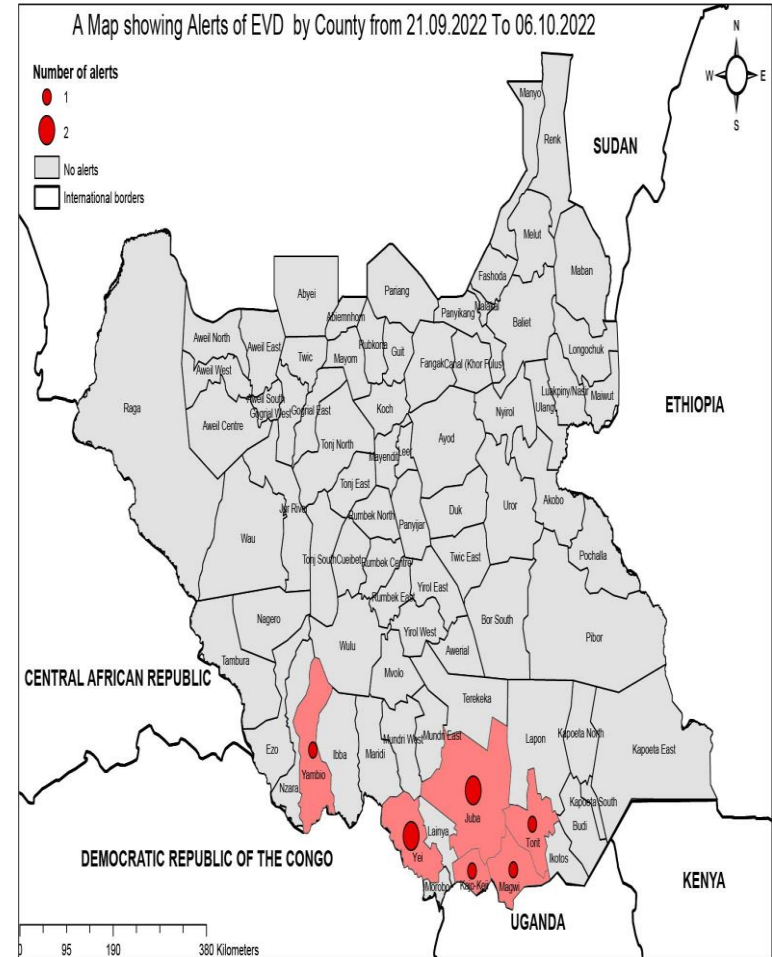 A Map showing Alerts of EVD by County from 21.09.2022 To 06.10.2022
N
W
E
S
Number of alerts
1
2
No alerts
International borders
SUDAN
ETHIOPIA
CENTRAL AFRICAN REPUBLIC
DEMOCRATIC REPUBLIC OF THE CONGO
UGANDA
KENYA
Manyo
Renk
Melut
Maban
Fashoda
Abyei
Pariang
Malakal
Panyikang
Abiemnhom
Baliet
Aweil North
Aweil East
Rubkona
Guit
Twic
Mayom
Fangak
Canal (Khor Fulus)
Longochuk
Aweil West
Luakpiny/Nasir
Maiwut
Aweil South
Gogrial West
Gogrial East
Koch
Nyirol
Ulang
Raga
Aweil Centre
Tonj North
Mayendit
Leer
Ayod
Tonj East
Jur River
Rumbek North
Panyijar
Duk
Uror
Akobo
Wau
Tonj South
Cueibet
Rumbek Centre
Twic East
Pochalla
Rumbek East
Yirol East
Nagero
Bor South
Yirol West
Pibor
Tambura
Wulu
Mvolo
Awerial
Terekeka
Ezo
Yambio
Ibba
Maridi
Mundri West
Mundri East
Lapon
Kapoeta North
Kapoeta East
Nzara
Juba
Kapoeta South
Yei
Lainya
Torit
Budi
Morobo
Kajo-Keji
Magwi
Ikotos
0 95 190 380 Kilometers